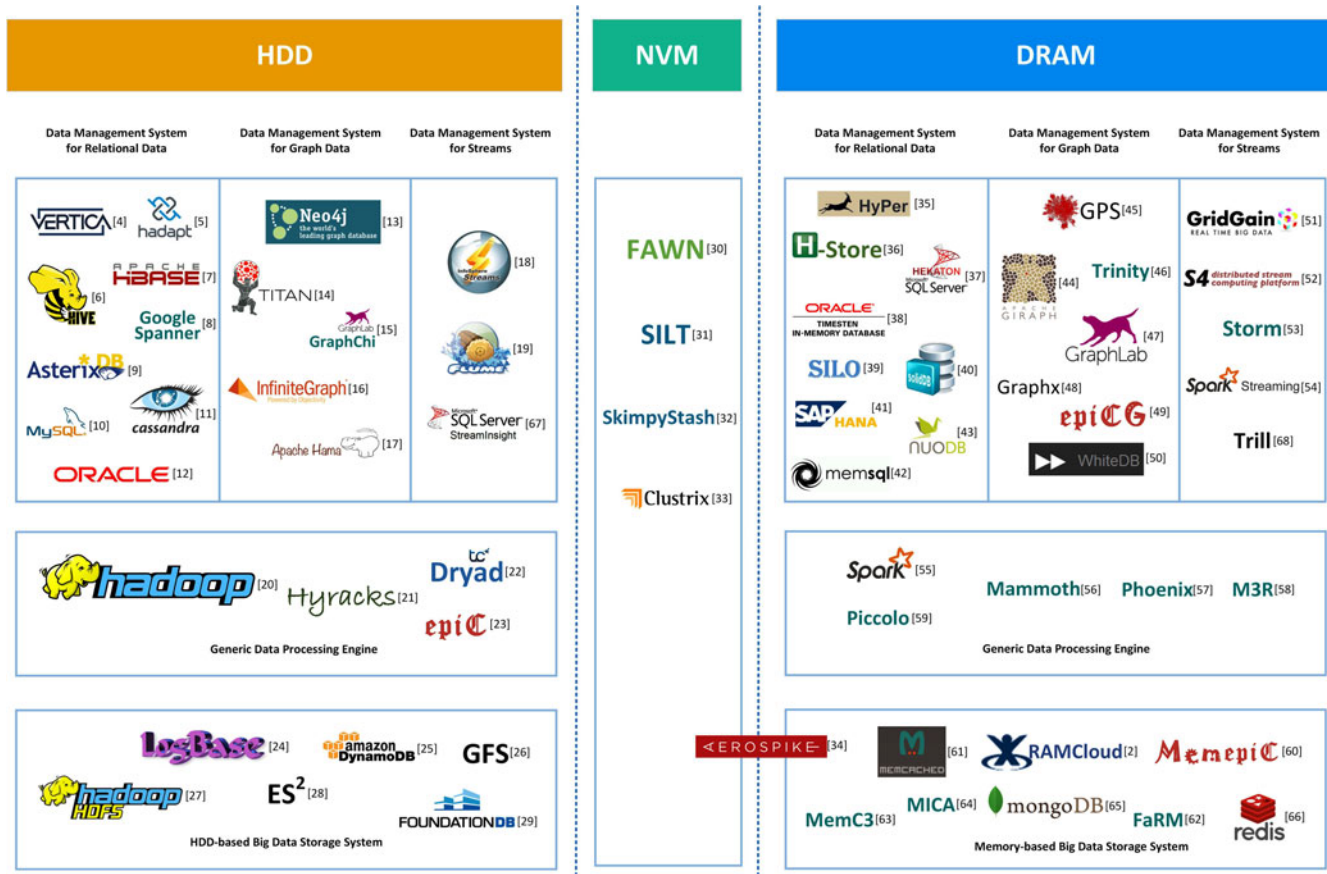 HDD
NVM
DRAM
Data Management System
for Relational Data
Data Management System
for Graph Data
Data Management System
for Streams
Data Management System
for Relational Data
Data Management System
for Graph Data
Data Management System
for Streams
VERTICA [4]
hadapt [5]
HIVE [6]
APACHE
HBASE [7]
Google
Spanner [8]
Asterix*DB [9]
MySQL [10]
cassandra [11]
ORACLE [12]
Neo4j
the world's
leading graph database
[13]
TITAN [14]
GraphLab
GraphChi [15]
InfiniteGraph [16]
Powered by Objectivity
Apache Hama [17]
InfoSphere
Streams [18]
flume [19]
Microsoft
SQL Server [67]
StreamInsight
FAWN [30]
SILT [31]
SkimpyStash [32]
Clustrix [33]
HyPer [35]
H-Store [36]
HEKATON
Microsoft
SQL Server [37]
ORACLE
TIMESTEN
IN-MEMORY DATABASE
[38]
SILO [39]
solidDB [40]
SAP
HANA [41]
memsql [42]
NUODB [43]
GPS [45]
APACHE
GIRAPH
[44]
Trinity [46]
GraphLab [47]
Graphx [48]
epiCG [49]
WhiteDB [50]
GridGain [51]
REAL TIME BIG DATA
S4 distributed stream
computing platform [52]
Storm [53]
Spark Streaming [54]
Trill [68]
hadoop [20]
Hyracks [21]
tc
Dryad [22]
epiC [23]
Generic Data Processing Engine
Spark [55]
Mammoth [56]
Phoenix [57]
M3R [58]
Piccolo [59]
Generic Data Processing Engine
LogBase [24]
amazon
DynamoDB [25]
GFS [26]
hadoop
HDFS [27]
ES² [28]
FOUNDATIONDB [29]
HDD-based Big Data Storage System
AEROSPIKE [34]
MEMCACHED [61]
RAMCloud [2]
MemepiC [60]
MemC3 [63]
MICA [64]
mongoDB [65]
FaRM [62]
redis [66]
Memory-based Big Data Storage System